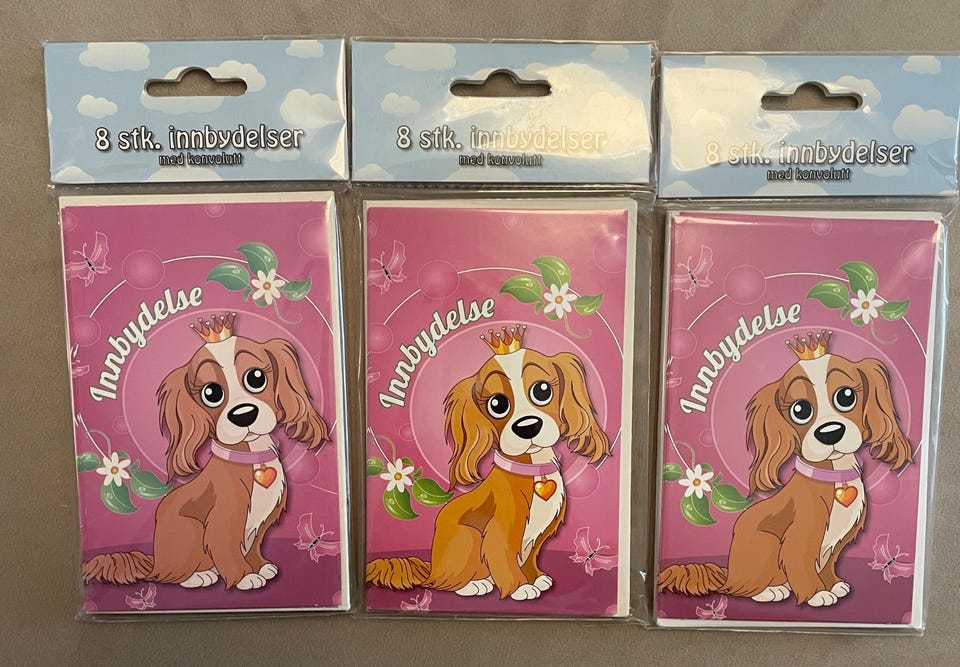 8 stk. innbydelser
med konvolutt
Innbydelse
8 stk. innbydelser
med konvolutt
Innbydelse
8 stk. innbydelser
med konvolutt
Innbydelse